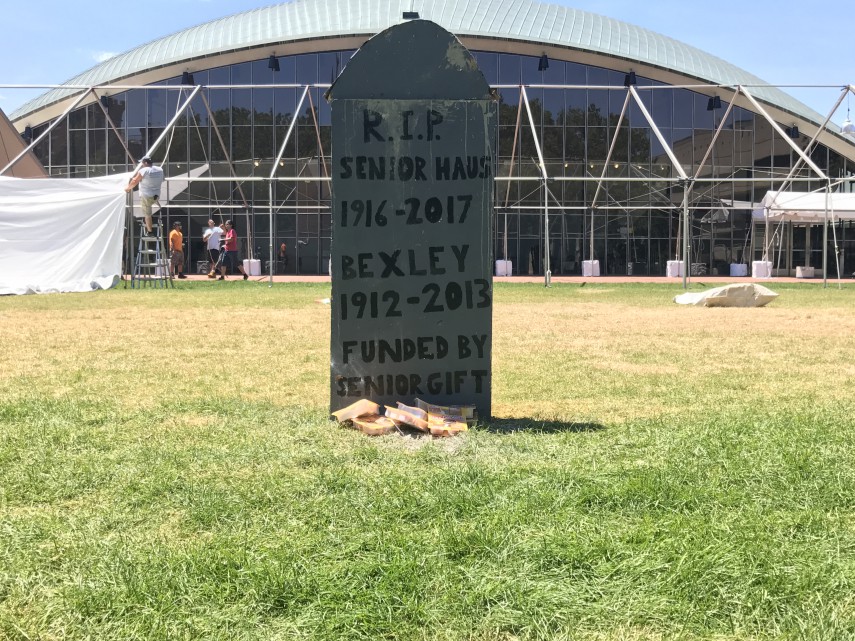 R.I.P.
SENIOR HAUS
1916-2017
BEXLEY
1912-2013
FUNDED BY
SENIOR GIFT